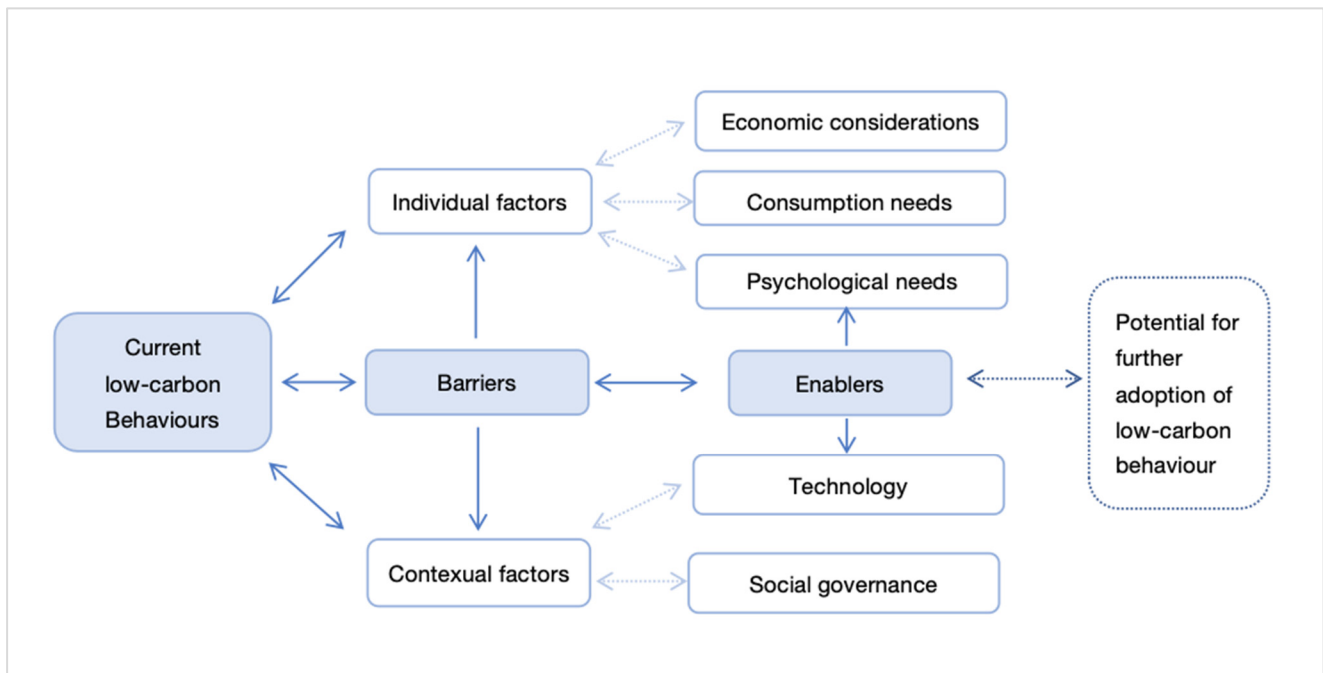 Economic considerations
Individual factors
Consumption needs
Psychological needs
Current
low-carbon
Behaviours
Barriers
Enablers
Potential for
further
adoption of
low-carbon
behaviour
Technology
Contexual factors
Social governance